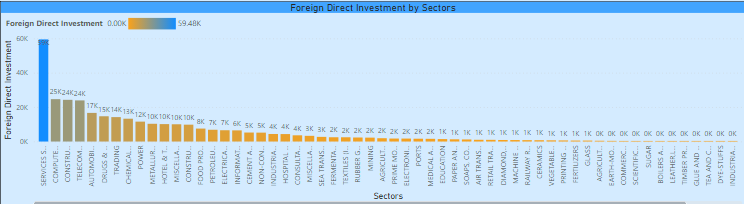 Foreign Direct Investment by Sectors
Foreign Direct Investment 0.00K 59.48K
Foreign Direct Investment
60K
40K
20K
0K
25K 24K 24K 17K 15K 14K 13K 12K 10K 10K 10K 10K 8K 7K 7K 6K 5K 5K 4K 4K 4K 3K 3K 2K 2K 2K 2K 2K 2K 2K 2K 2K 1K 1K 1K 1K 1K 1K 1K 1K 1K 1K 1K 1K 1K 0K 0K 0K 0K 0K 0K 0K 0K 0K 0K 0K 0K
SERVICES S...
COMPUTE...
CONSTRU...
TELECOM...
AUTOMOBI...
DRUGS & ...
TRADING
CHEMICAL...
POWER
METALLUR...
HOTEL & T...
MISCELLA...
CONSTRU...
FOOD PRO...
PETROLEU...
ELECTRICA...
INFORMAT...
CEMENT A...
NON-CON...
INDUSTRIA...
HOSPITAL...
CONSULTA...
MISCELLA...
SEA TRANS...
FERMENTA...
TEXTILES (I...
RUBBER G...
MINING
AGRICULT...
PRIME MO...
ELECTRONI...
PORTS
MEDICAL A...
EDUCATION
PAPER AN...
SOAPS, CO...
AIR TRANS...
RETAIL TRA...
DIAMOND,...
MACHINE ...
RAILWAY R...
CERAMICS
VEGETABLE...
PRINTING ...
FERTILIZERS
GLASS
AGRICULT...
EARTH-MO...
COMMERC...
SCIENTIFIC...
SUGAR
BOILERS A...
LEATHER,L...
TIMBER PR...
GLUE AND ...
TEA AND C...
DYE-STUFFS
INDUSTRIA...
Sectors